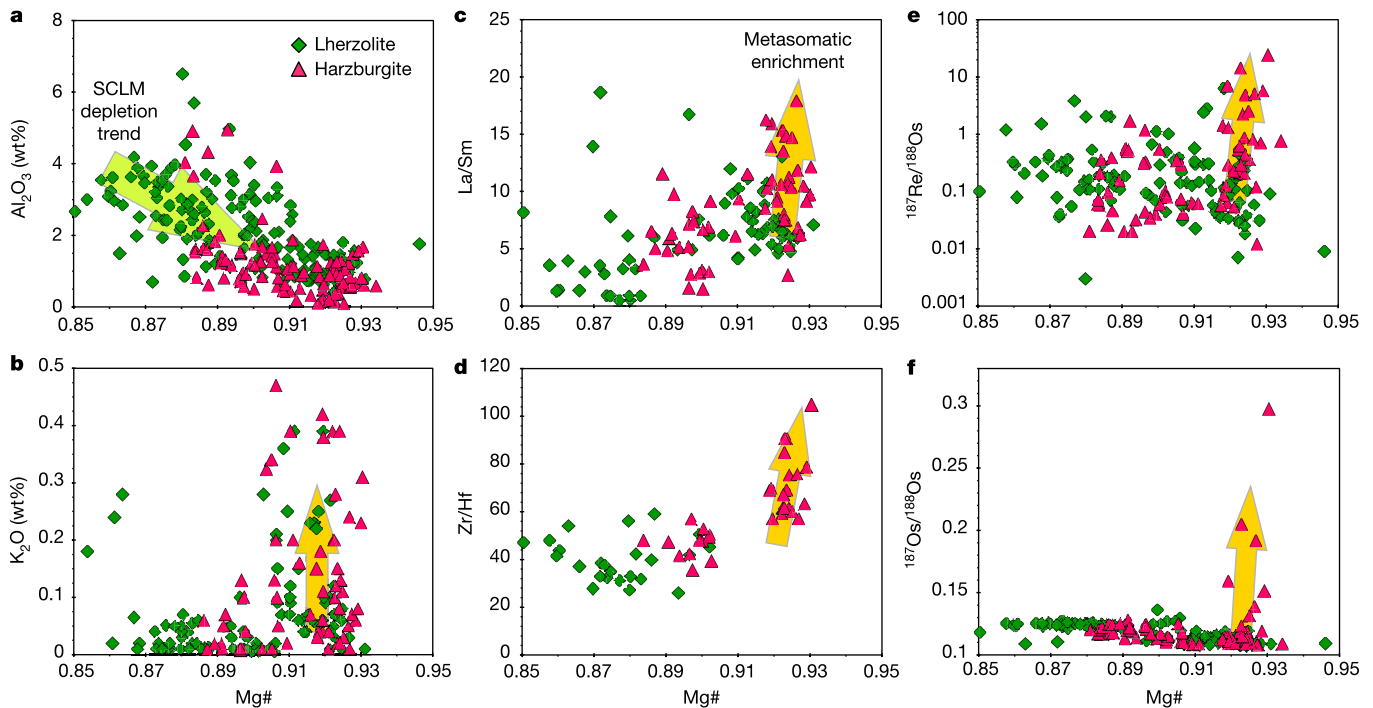 a
8
6
4
2
0
Al₂O₃ (wt%)
SCLM
depletion
trend
Lherzolite
Harzburgite
0.85 0.87 0.89 0.91 0.93 0.95
c
25
20
15
10
5
0
La/Sm
Metasomatic
enrichment
0.85 0.87 0.89 0.91 0.93 0.95
e
100
10
1
0.1
0.01
0.001
¹⁸⁷Re/¹⁸⁸Os
0.85 0.87 0.89 0.91 0.93 0.95
b
0.5
0.4
0.3
0.2
0.1
0
K₂O (wt%)
0.85 0.87 0.89 0.91 0.93 0.95
Mg#
d
120
100
80
60
40
20
0
Zr/Hf
0.85 0.87 0.89 0.91 0.93 0.95
f
0.3
0.25
0.2
0.15
0.1
¹⁸⁷Os/¹⁸⁸Os
0.85 0.87 0.89 0.91 0.93 0.95
Mg#